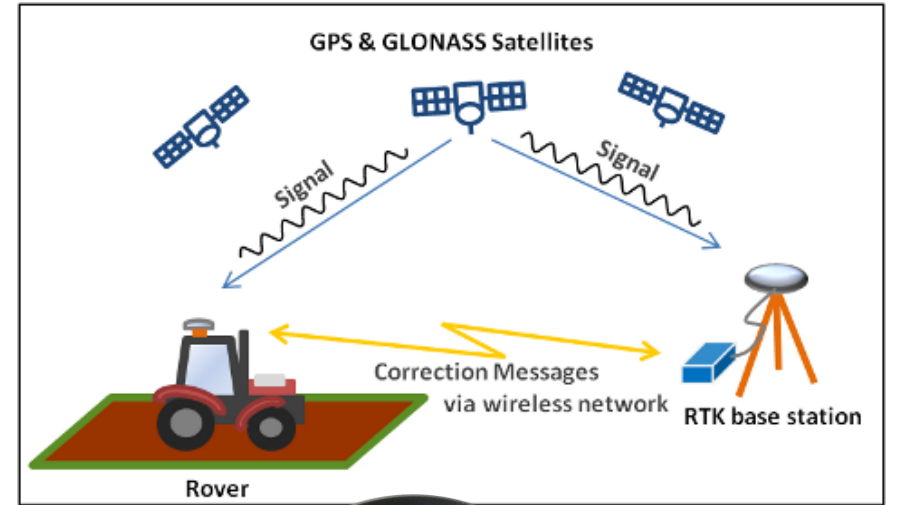 GPS & GLONASS Satellites
Signal
Signal
Correction Messages
via wireless network
RTK base station
Rover